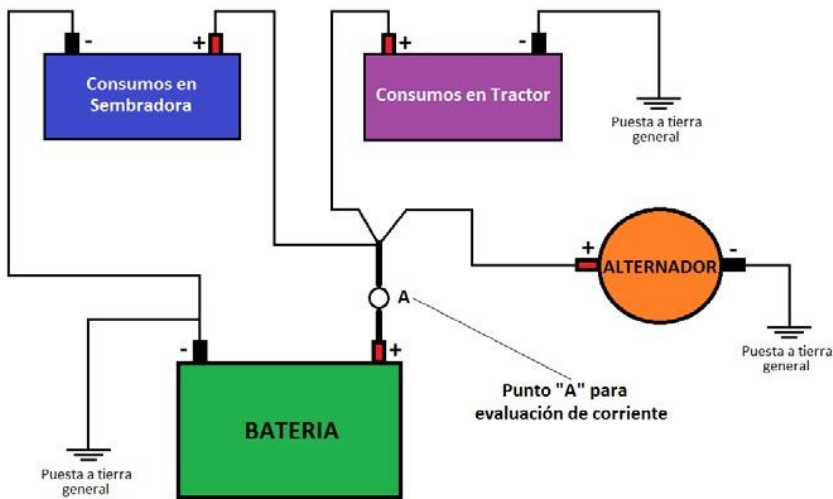 - +
Consumos en
Sembradora
+ -
Consumos en Tractor
Puesta a tierra
general
+ -
ALTERNADOR
Puesta a tierra
general
A
- +
BATERIA
Punto "A" para
evaluación de corriente
Puesta a tierra
general